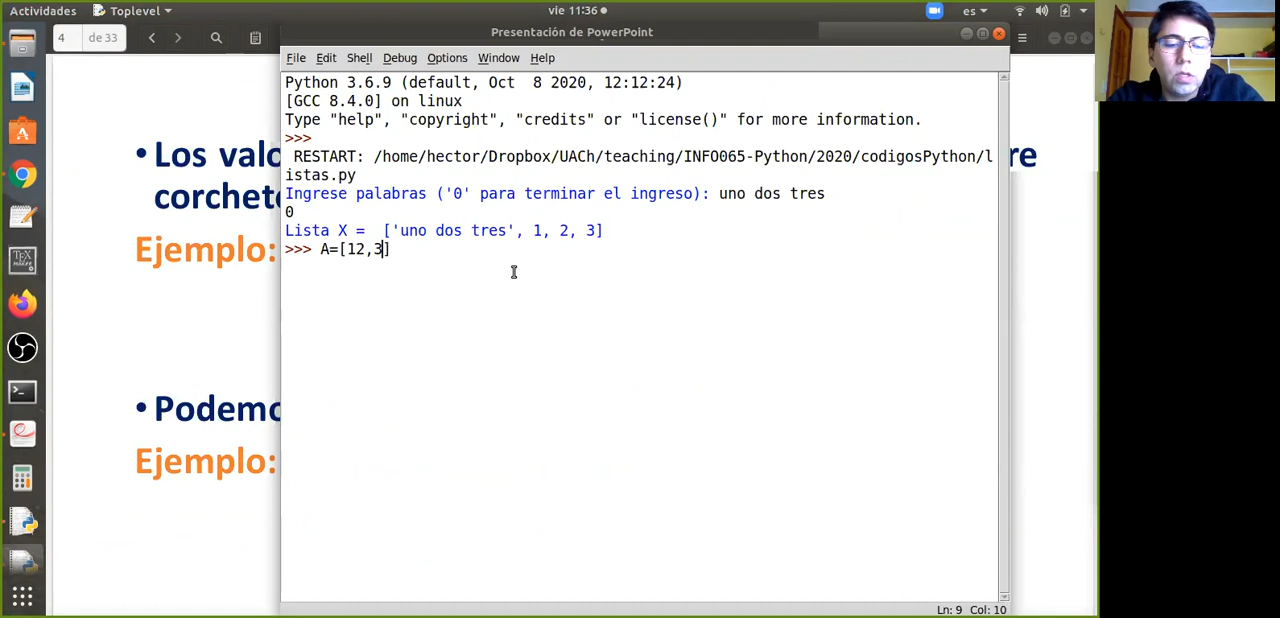 Actividades
Toplevel
vie 11:36
es
4
de 33
Presentación de PowerPoint
File Edit Shell Debug Options Window Help
Python 3.6.9 (default, Oct  8 2020, 12:12:24)
[GCC 8.4.0] on linux
Type "help", "copyright", "credits" or "license()" for more information.
>>>
 RESTART: /home/hector/Dropbox/UACh/teaching/INFO065-Python/2020/codigosPython/l
istas.py
Ingrese palabras ('0' para terminar el ingreso): uno dos tres
0
Lista X =  ['uno dos tres', 1, 2, 3]
>>> A=[12,3]
• Los valo
re
corchete
Ejemplo:
• Podemo
Ejemplo:
Ln: 9 Col: 10